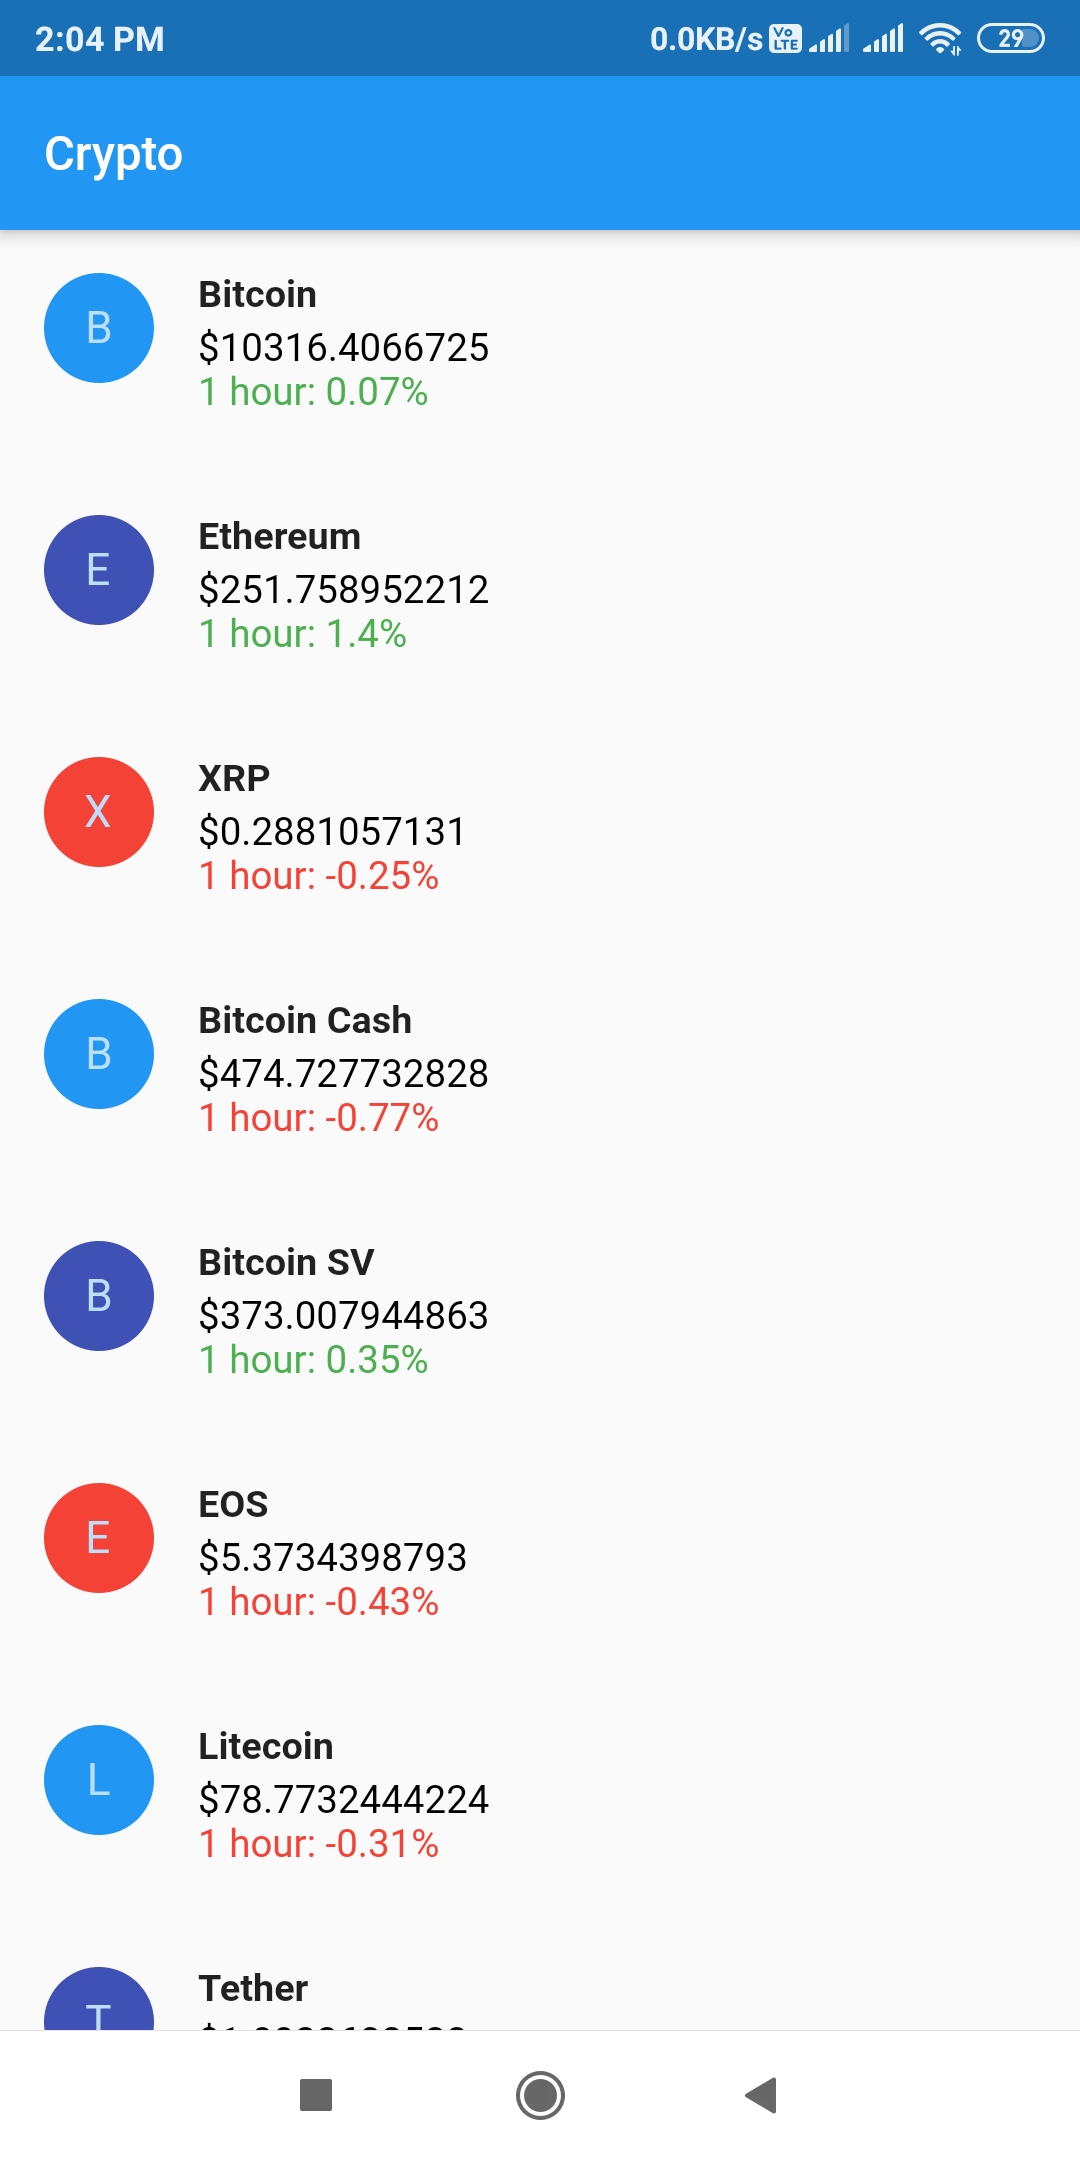 2:04 PM 0.0KB/s Vo LTE 29
Crypto
B
Bitcoin
$10316.4066725
1 hour: 0.07%
E
Ethereum
$251.758952212
1 hour: 1.4%
X
XRP
$0.2881057131
1 hour: -0.25%
B
Bitcoin Cash
$474.727732828
1 hour: -0.77%
B
Bitcoin SV
$373.007944863
1 hour: 0.35%
E
EOS
$5.3734398793
1 hour: -0.43%
L
Litecoin
$78.7732444224
1 hour: -0.31%
T
Tether